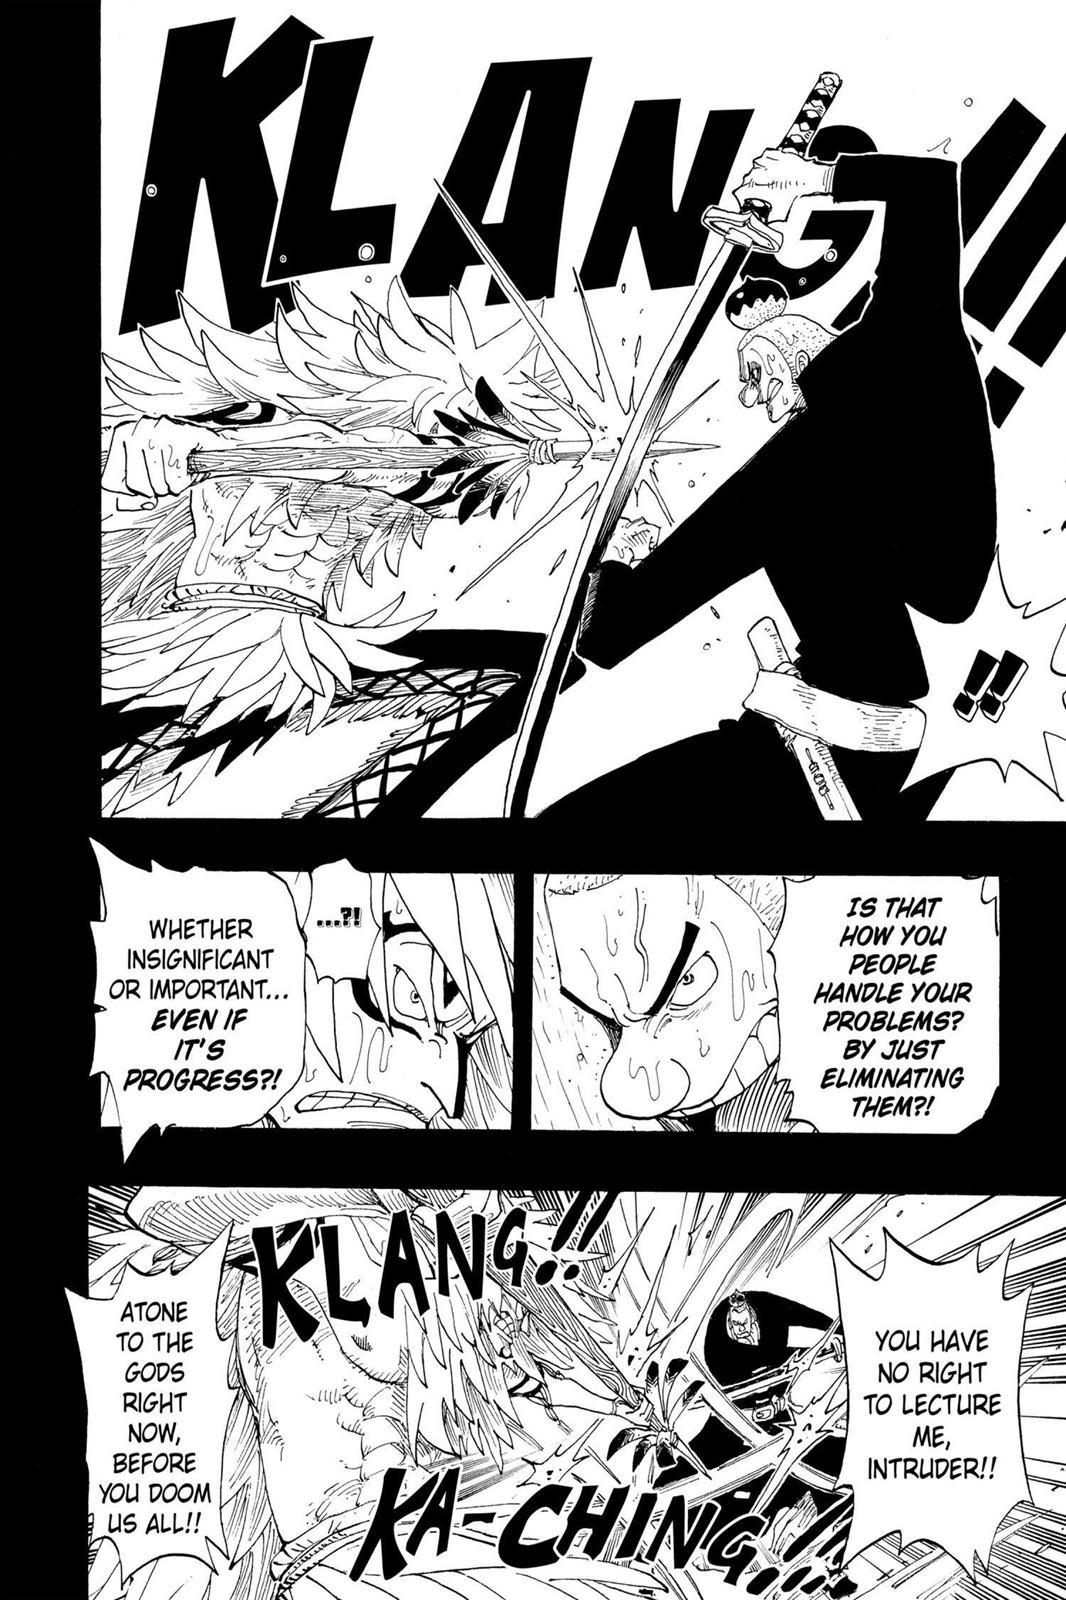 KLANG!!!
!!
IS THAT
HOW YOU
PEOPLE
HANDLE YOUR
PROBLEMS?
BY JUST
ELIMINATING
THEM?!
...?!
WHETHER
INSIGNIFICANT
OR IMPORTANT...
EVEN IF
IT'S
PROGRESS?!
YOU HAVE
NO RIGHT
TO LECTURE
ME,
INTRUDER!!
KLANG!!
KA-CHING!!!
ATONE
TO THE
GODS
RIGHT
NOW,
BEFORE
YOU DOOM
US ALL!!